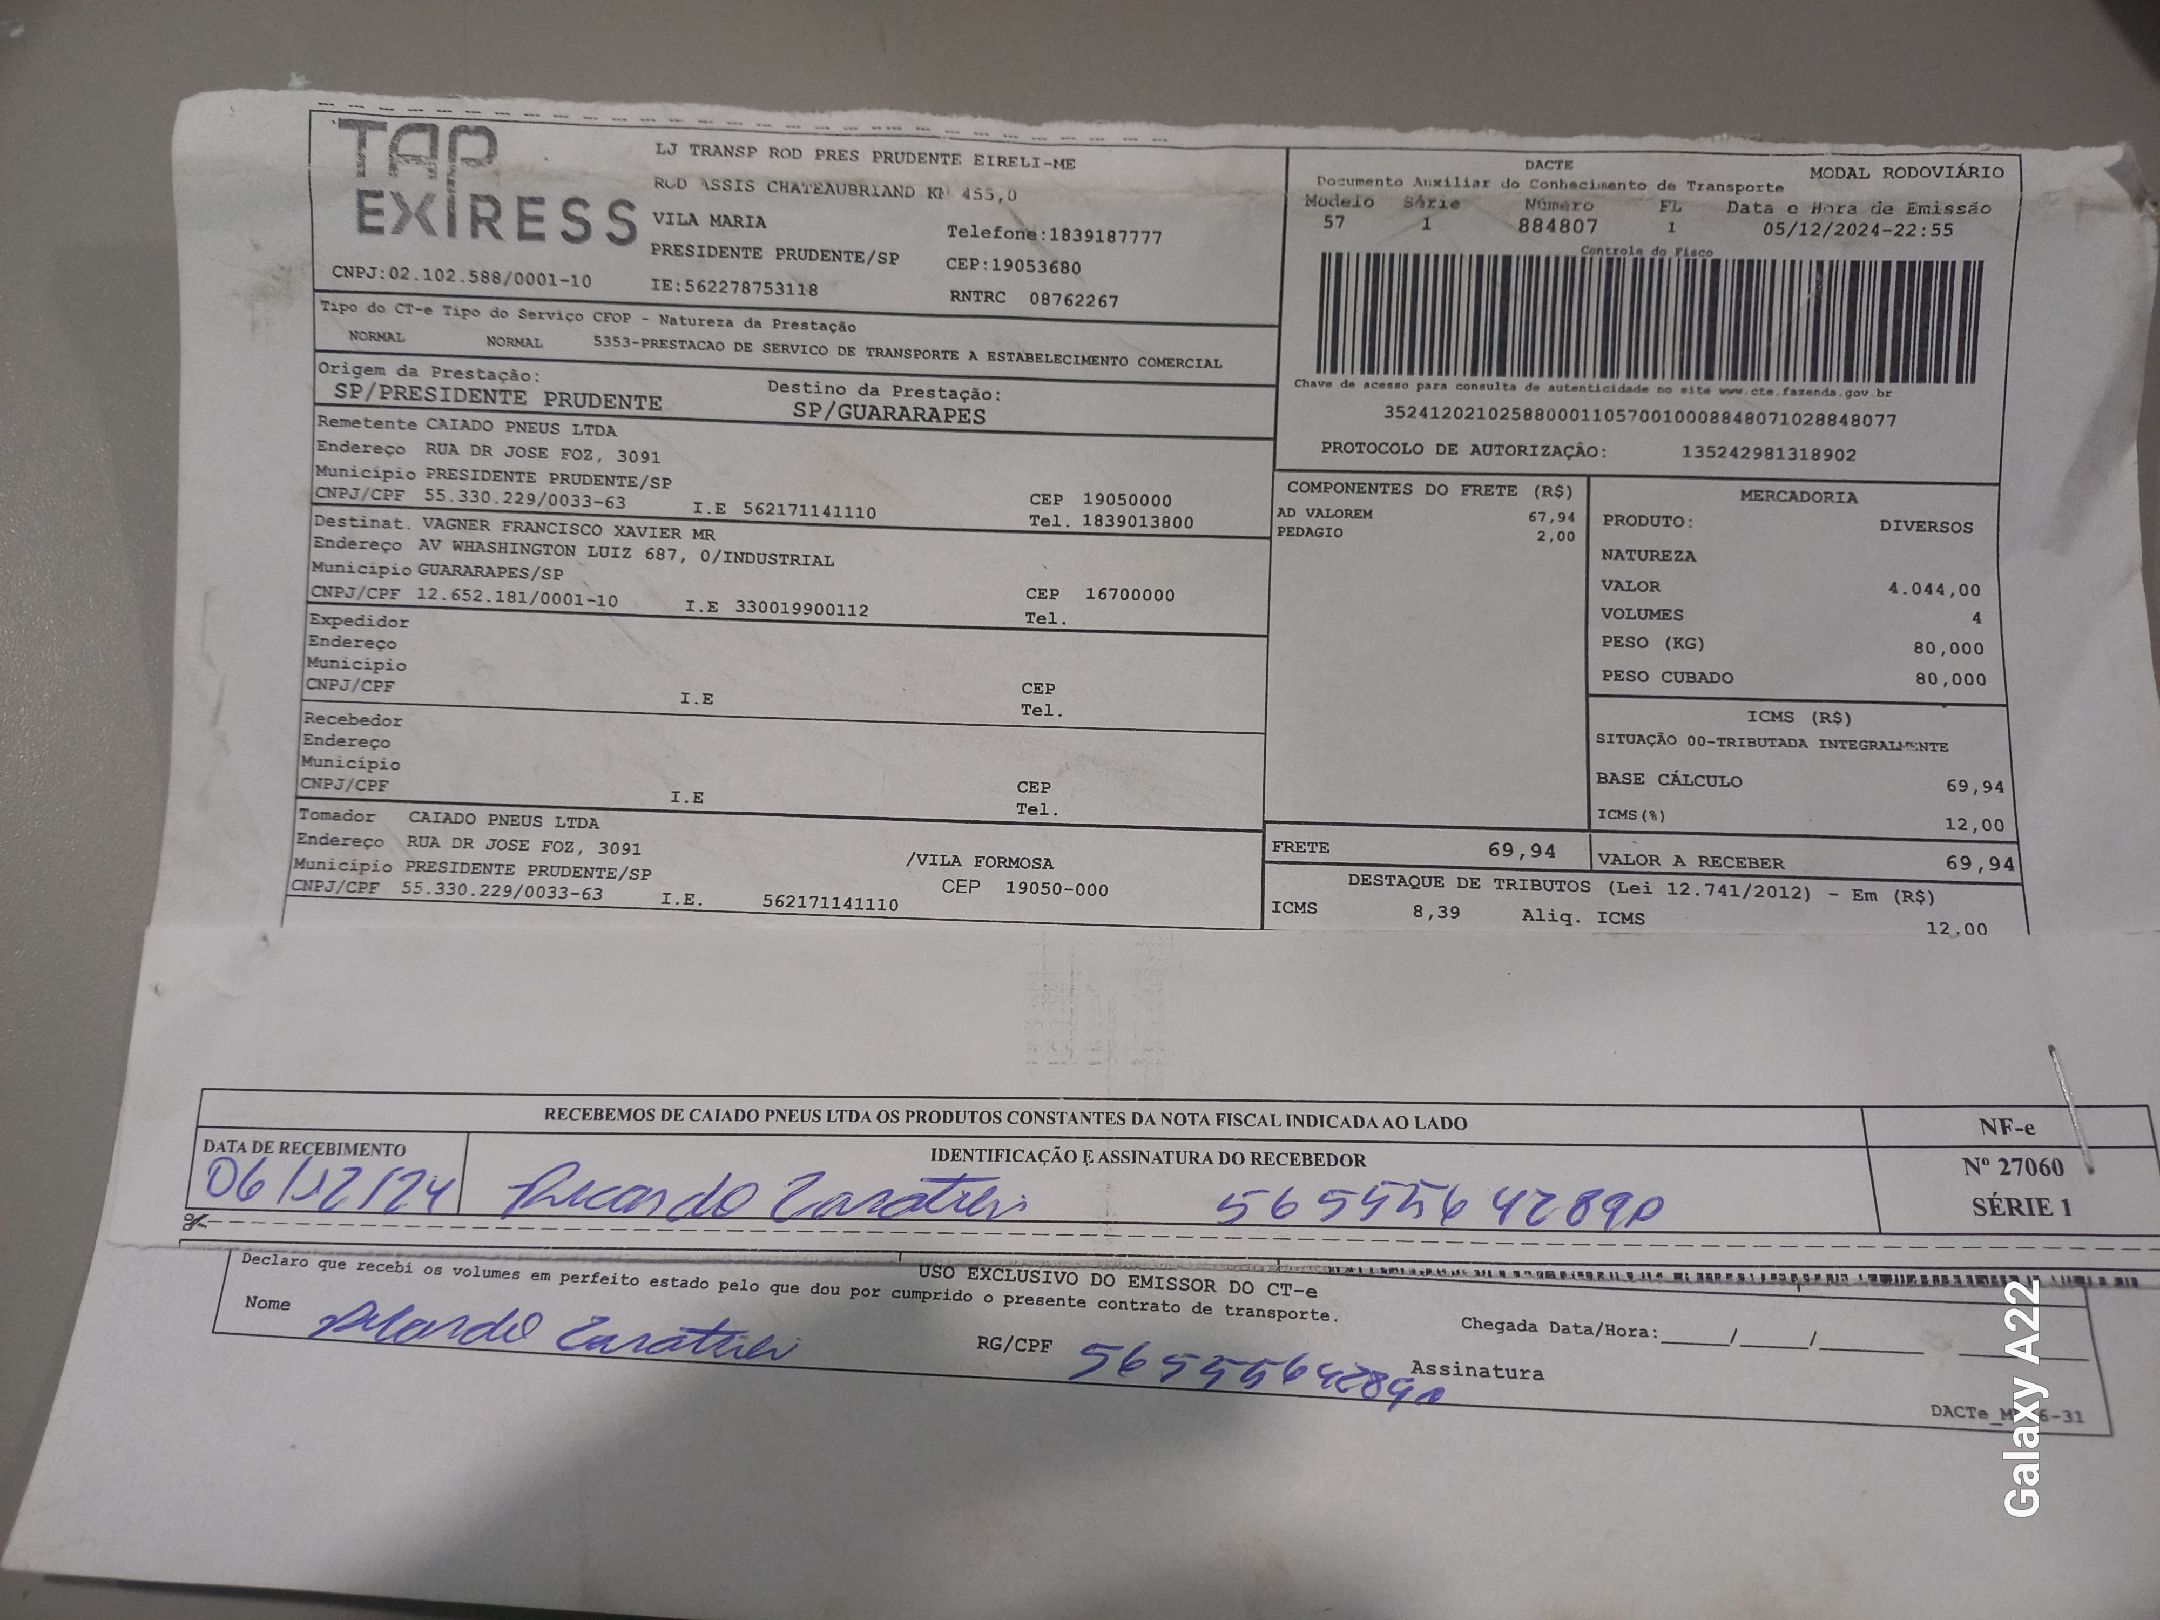 TAP EXPRESS
LJ TRANSP ROD PRES PRUDENTE EIRELI-ME
ROD ASSIS CHATEAUBRIAND KM 455,0
VILA MARIA
Telefone:1839187777
PRESIDENTE PRUDENTE/SP
CEP:19053680
CNPJ:02.102.588/0001-10
IE:562278753118
RNTRC 08762267
DACTE
MODAL RODOVIÁRIO
Documento Auxiliar do Conhecimento de Transporte
Modelo Série Número FL Data e Hora de Emissão
57 1 884807 1 05/12/2024-22:55
Controle do Fisco
Chave de acesso para consulta de autenticidade no site www.cte.fazenda.gov.br
35241202102588000110570010008848071028848077
PROTOCOLO DE AUTORIZAÇÂO: 135242981318902
Tipo do CT-e Tipo do Serviço CFOP - Natureza da Prestação
NORMAL NORMAL 5353-PRESTACAO DE SERVICO DE TRANSPORTE A ESTABELECIMENTO COMERCIAL
Origem da Prestação: Destino da Prestação:
SP/PRESIDENTE PRUDENTE SP/GUARARAPES
Remetente CAIADO PNEUS LTDA
Endereço RUA DR JOSE FOZ, 3091
Município PRESIDENTE PRUDENTE/SP CEP 19050000
CNPJ/CPF 55.330.229/0033-63 I.E 562171141110 Tel. 1839013800
Destinat. VAGNER FRANCISCO XAVIER MR
Endereço AV WHASHINGTON LUIZ 687, 0/INDUSTRIAL
Município GUARARAPES/SP CEP 16700000
CNPJ/CPF 12.652.181/0001-10 I.E 330019900112 Tel.
Expedidor
Endereço
Município CEP
CNPJ/CPF I.E Tel.
Recebedor
Endereço
Município CEP
CNPJ/CPF I.E Tel.
Tomador CAIADO PNEUS LTDA
Endereço RUA DR JOSE FOZ, 3091 /VILA FORMOSA
Município PRESIDENTE PRUDENTE/SP CEP 19050-000
CNPJ/CPF 55.330.229/0033-63 I.E. 562171141110
COMPONENTES DO FRETE (R$)
AD VALOREM 67,94
PEDAGIO 2,00
MERCADORIA
PRODUTO: DIVERSOS
NATUREZA
VALOR 4.044,00
VOLUMES 4
PESO (KG) 80,000
PESO CUBADO 80,000
ICMS (R$)
SITUAÇÃO 00-TRIBUTADA INTEGRALMENTE
BASE CÁLCULO 69,94
ICMS(%) 12,00
FRETE 69,94 VALOR A RECEBER 69,94
DESTAQUE DE TRIBUTOS (Lei 12.741/2012) - Em (R$)
ICMS 8,39 Aliq. ICMS 12.00
RECEBEMOS DE CAIADO PNEUS LTDA OS PRODUTOS CONSTANTES DA NOTA FISCAL INDICADA AO LADO
NF-e
DATA DE RECEBIMENTO
IDENTIFICAÇÃO E ASSINATURA DO RECEBEDOR
Nº 27060
06/12/24
Ricardo 56555642890
SÉRIE 1
USO EXCLUSIVO DO EMISSOR DO CT-e
Declaro que recebi os volumes em perfeito estado pelo que dou por cumprido o presente contrato de transporte.
Nome Ricardo
RG/CPF 56555642890
Chegada Data/Hora:_____/_____/_____
Assinatura
Galaxy A22